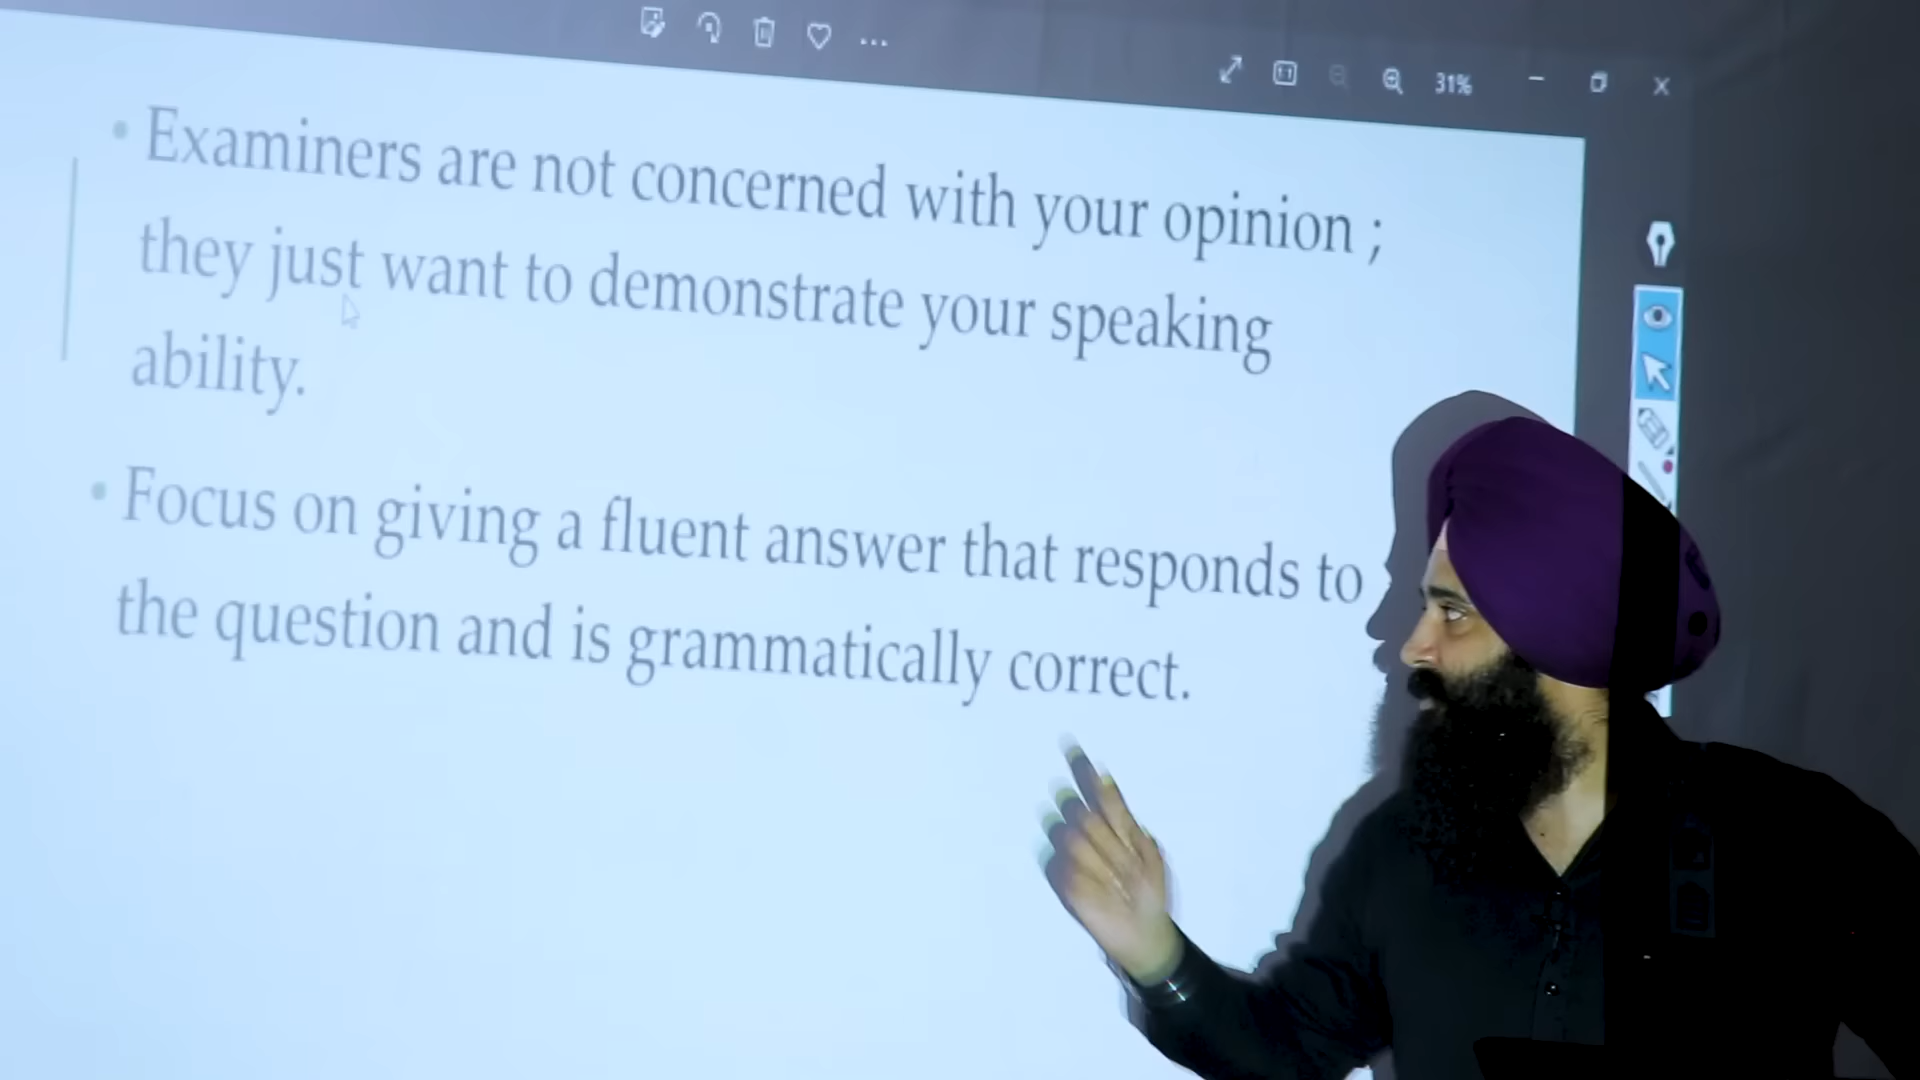 31%
• Examiners are not concerned with your opinion ;
they just want to demonstrate your speaking
ability.
• Focus on giving a fluent answer that responds to
the question and is grammatically correct.